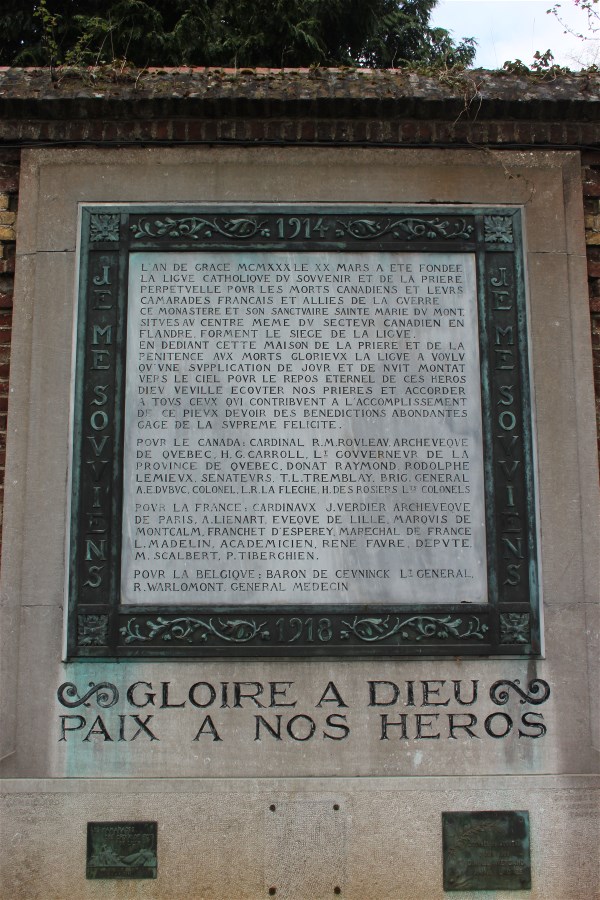 1914
JE ME SOUVIENS
L'AN DE GRACE MCMXXX LE XX MARS A ETE FONDEE
LA LIGVE CATHOLIQVE DV SOVVENIR ET DE LA PRIERE
PERPETVELLE POVR LES MORTS CANADIENS ET LEVRS
CAMARADES FRANCAIS ET ALLIES DE LA GVERRE
CE MONASTERE ET SON SANCTVAIRE SAINTE MARIE DV MONT,
SITVES AV CENTRE MEME DV SECTEVR CANADIEN EN
FLANDRE, FORMENT LE SIEGE DE LA LIGVE.
EN DEDIANT CETTE MAISON DE LA PRIERE ET DE LA
PENITENCE AVX MORTS GLORIEVX LA LIGVE A VOVLV
QV'VNE SVPPLICATION DE JOVR ET DE NVIT MONTAT
VERS LE CIEL POVR LE REPOS ETERNEL DE CES HEROS
DIEV VEVILLE ECOVTER NOS PRIERES ET ACCORDER
A TOVS CEVX QVI CONTRIBVENT A L'ACCOMPLISSEMENT
DE CE PIEVX DEVOIR DES BENEDICTIONS ABONDANTES
GAGE DE LA SVPREME FELICITE.
POVR LE CANADA: CARDINAL R.M. ROVLEAV, ARCHEVEQVE
DE QVEBEC, H.G. CARROLL, LT GOVVERNEVR DE LA
PROVINCE DE QVEBEC, DONAT RAYMOND, RODOLPHE
LEMIEVX, SENATEVRS, T.L. TREMBLAY, BRIG. GENERAL
A.E. DVBVC, COLONEL, L.R. LA FLECHE, H. DES ROSIERS LTS COLONELS
POVR LA FRANCE: CARDINAVX J. VERDIER ARCHEVEQVE
DE PARIS, A. LIENART, EVEQVE DE LILLE, MARQVIS DE
MONTCALM, FRANCHET D'ESPEREY, MARECHAL DE FRANCE
L. MADELIN, ACADEMICIEN, RENE FAVRE, DEPVTE
M. SCALBERT, P. TIBERGHIEN.
POVR LA BELGIQVE: BARON DE CEVNINCK LT GENERAL,
R. WARLOMONT, GENERAL MEDECIN
JE ME SOUVIENS
1918
GLOIRE A DIEU
PAIX A NOS HEROS